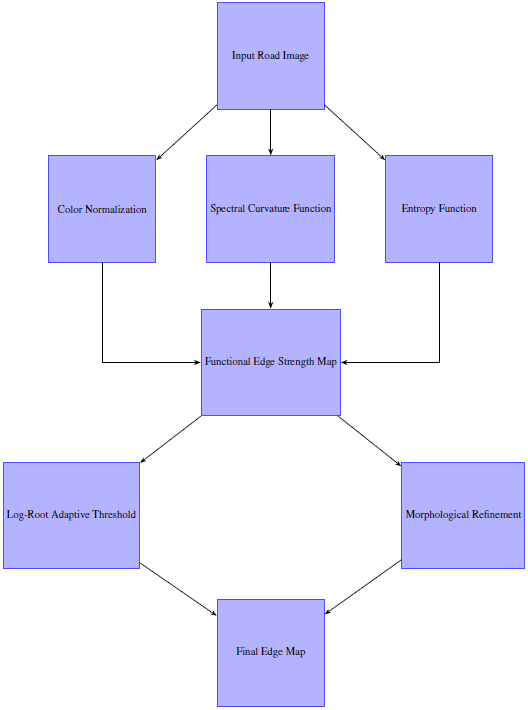 Input Road Image
Color Normalization
Spectral Curvature Function
Entropy Function
Functional Edge Strength Map
Log-Root Adaptive Threshold
Morphological Refinement
Final Edge Map